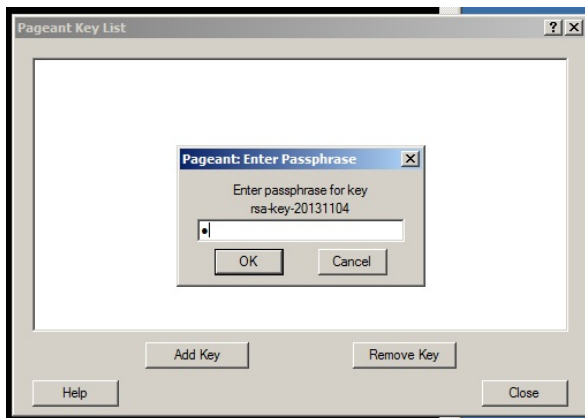 Pageant Key List
Pageant: Enter Passphrase
Enter passphrase for key
rsa-key-20131104
OK
Cancel
Add Key
Remove Key
Help
Close